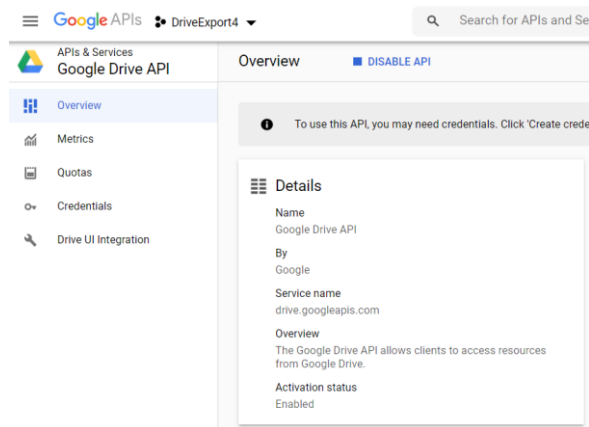 Google APIs DriveExport4 Search for APIs and Se
APIs & Services
Google Drive API
Overview DISABLE API
Overview
Metrics
Quotas
Credentials
Drive UI Integration
To use this API, you may need credentials. Click 'Create crede
Details
Name
Google Drive API
By
Google
Service name
drive.googleapis.com
Overview
The Google Drive API allows clients to access resources
from Google Drive.
Activation status
Enabled